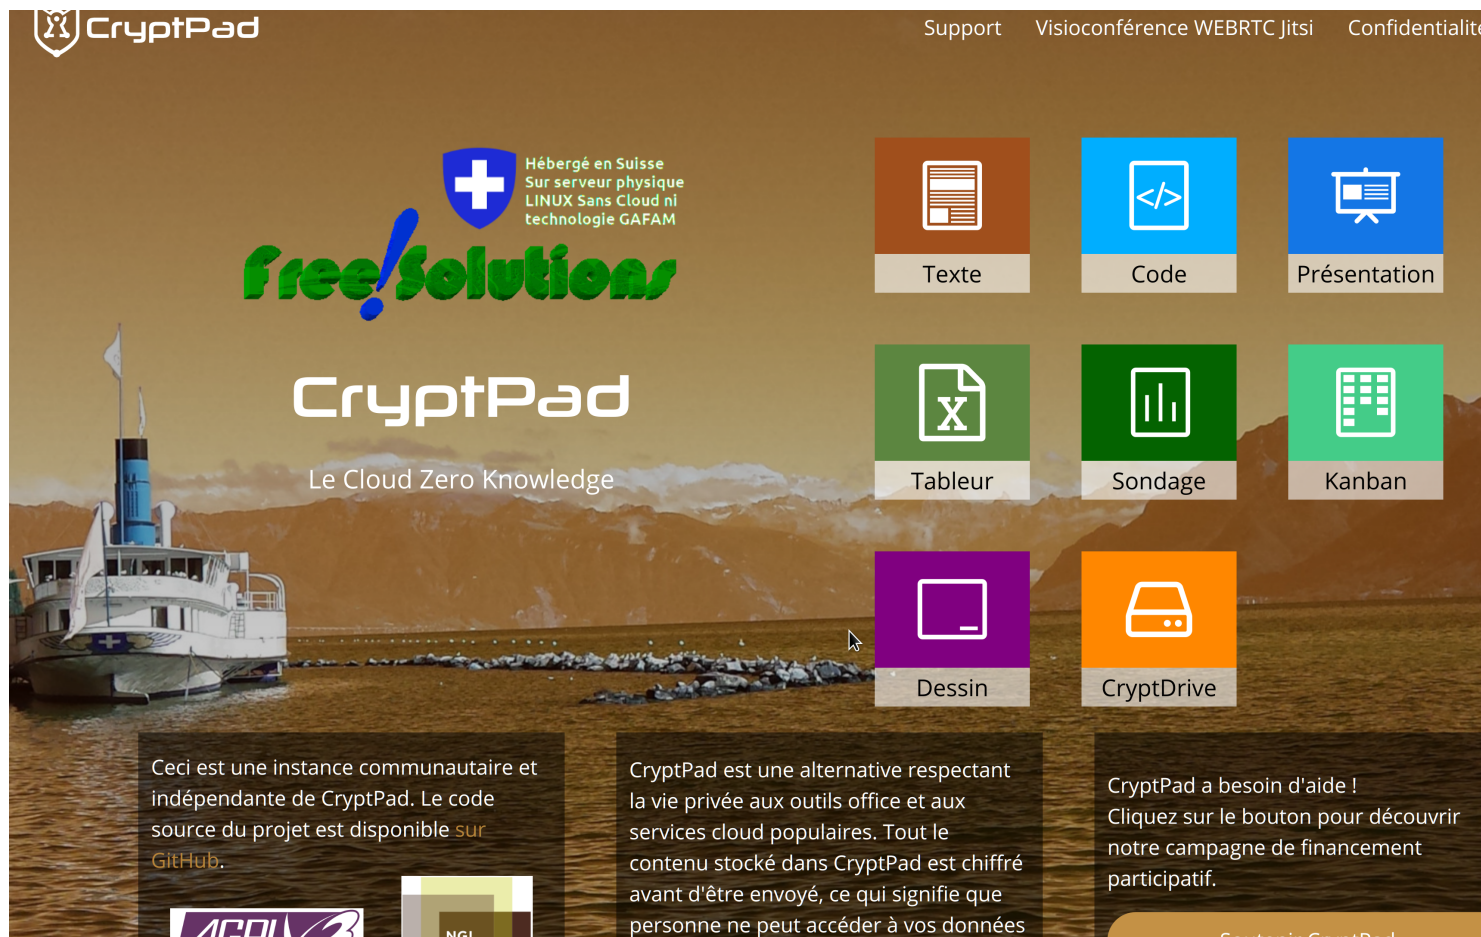 CryptPad
Support
Visioconférence WEBRTC Jitsi
Confidentialité
Hébergé en Suisse
Sur serveur physique
LINUX Sans Cloud ni
technologie GAFAM
Free!Solutions
CryptPad
Le Cloud Zero Knowledge
Texte
Code
</>
Présentation
Tableur
X
Sondage
Kanban
Dessin
CryptDrive
Ceci est une instance communautaire et
indépendante de CryptPad. Le code
source du projet est disponible sur
GitHub.
NGI
CryptPad est une alternative respectant
la vie privée aux outils office et aux
services cloud populaires. Tout le
contenu stocké dans CryptPad est chiffré
avant d'être envoyé, ce qui signifie que
personne ne peut accéder à vos données
CryptPad a besoin d'aide !
Cliquez sur le bouton pour découvrir
notre campagne de financement
participatif.